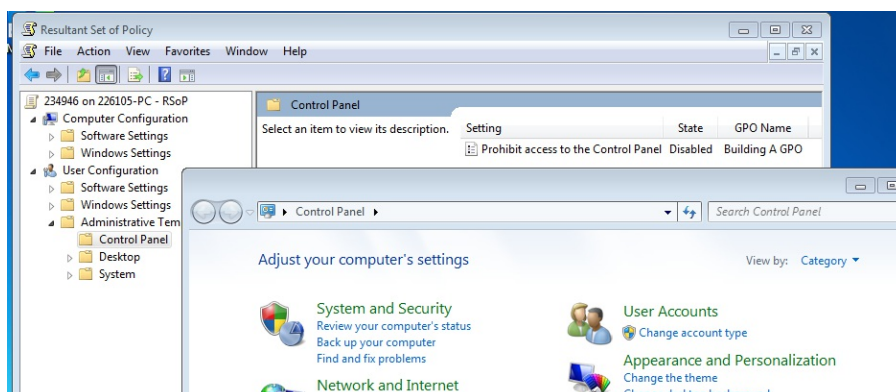 Resultant Set of Policy
File Action View Favorites Window Help
234946 on 226105-PC - RSoP
Computer Configuration
Software Settings
Windows Settings
User Configuration
Software Settings
Windows Settings
Administrative Tem
Control Panel
Desktop
System
Control Panel
Select an item to view its description.
Setting State GPO Name
Prohibit access to the Control Panel Disabled Building A GPO
Control Panel
Search Control Panel
Adjust your computer's settings
View by: Category
System and Security
Review your computer's status
Back up your computer
Find and fix problems
Network and Internet
User Accounts
Change account type
Appearance and Personalization
Change the theme